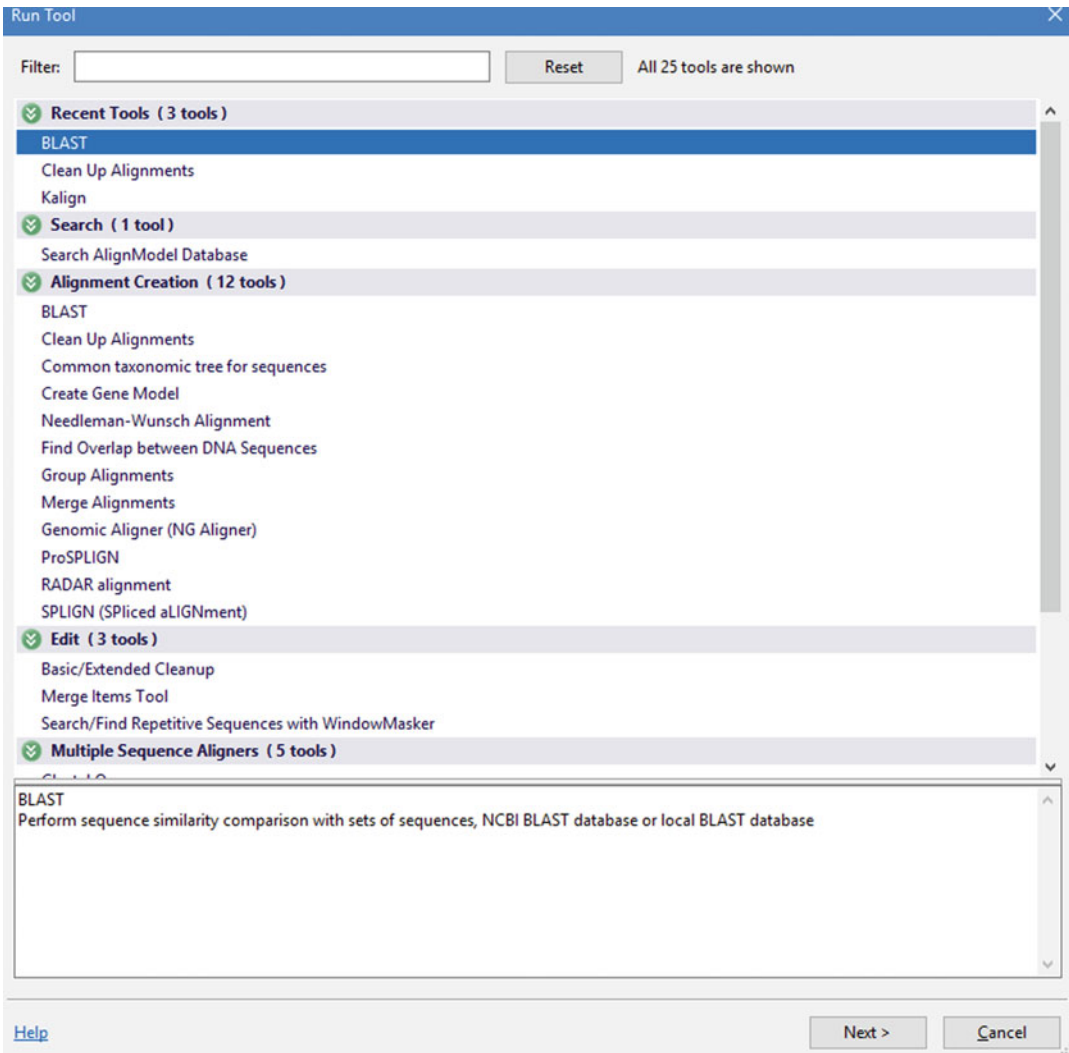 Run Tool
Filter: Reset All 25 tools are shown
Recent Tools ( 3 tools )
BLAST
Clean Up Alignments
Kalign
Search ( 1 tool )
Search AlignModel Database
Alignment Creation ( 12 tools )
BLAST
Clean Up Alignments
Common taxonomic tree for sequences
Create Gene Model
Needleman-Wunsch Alignment
Find Overlap between DNA Sequences
Group Alignments
Merge Alignments
Genomic Aligner (NG Aligner)
ProSPLIGN
RADAR alignment
SPLIGN (SPliced aLIGNment)
Edit ( 3 tools )
Basic/Extended Cleanup
Merge Items Tool
Search/Find Repetitive Sequences with WindowMasker
Multiple Sequence Aligners ( 5 tools )
BLAST
Perform sequence similarity comparison with sets of sequences, NCBI BLAST database or local BLAST database
Help Next > Cancel